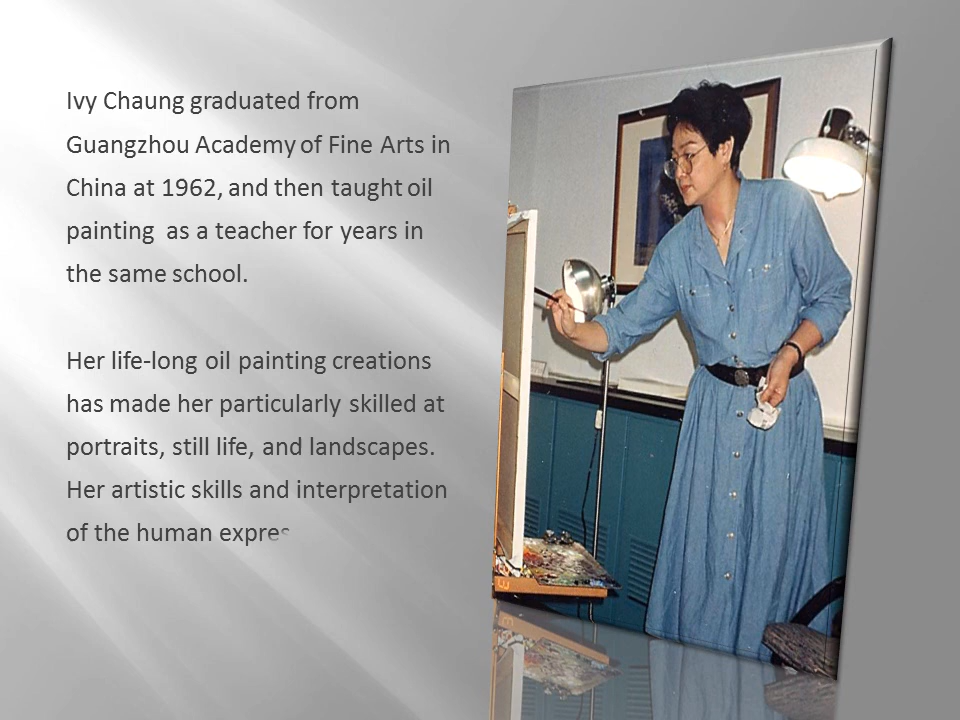 Ivy Chaung graduated from
Guangzhou Academy of Fine Arts in
China at 1962, and then taught oil
painting as a teacher for years in
the same school.
Her life-long oil painting creations
has made her particularly skilled at
portraits, still life, and landscapes.
Her artistic skills and interpretation
of the human expres